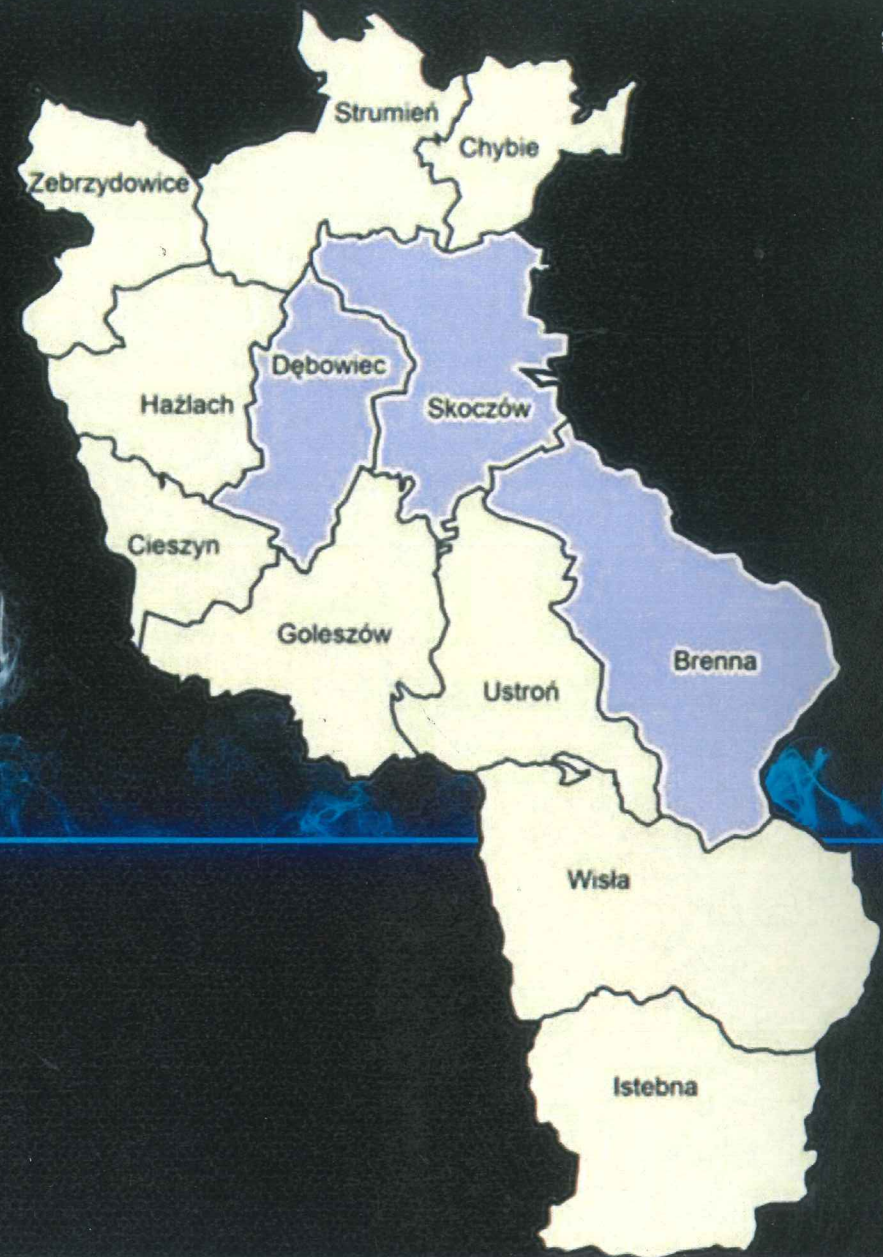 Strumień
Chybie
Zebrzydowice
Dębowiec
Hażlach
Skoczów
Cieszyn
Goleszów
Brenna
Ustroń
Wisła
Istebna